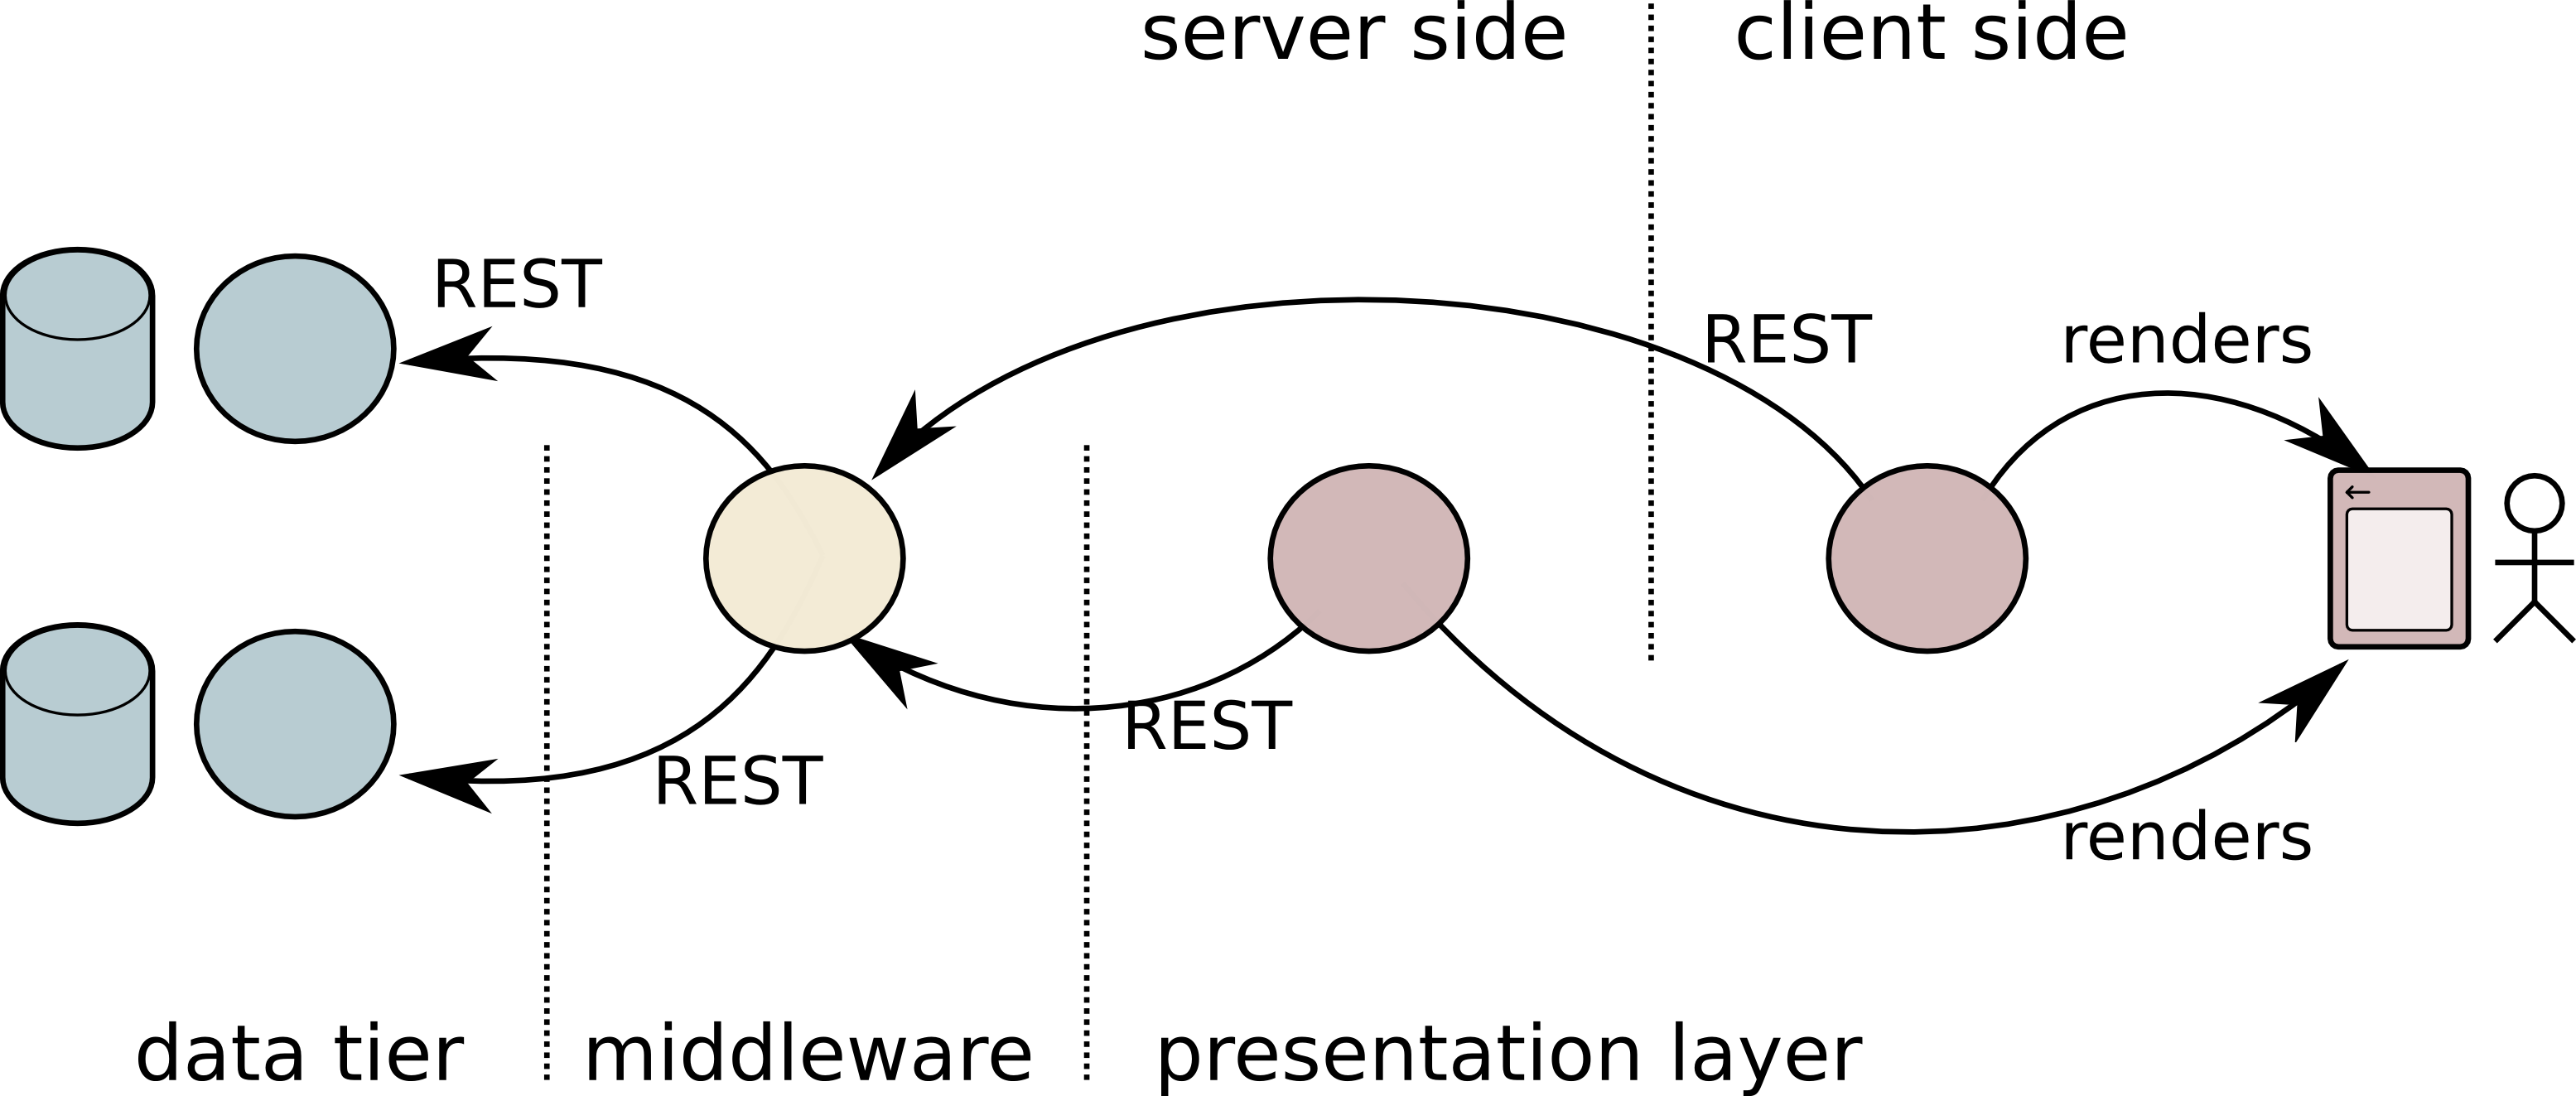 server side
client side
REST
REST
renders
REST
REST
renders
data tier
middleware
presentation layer